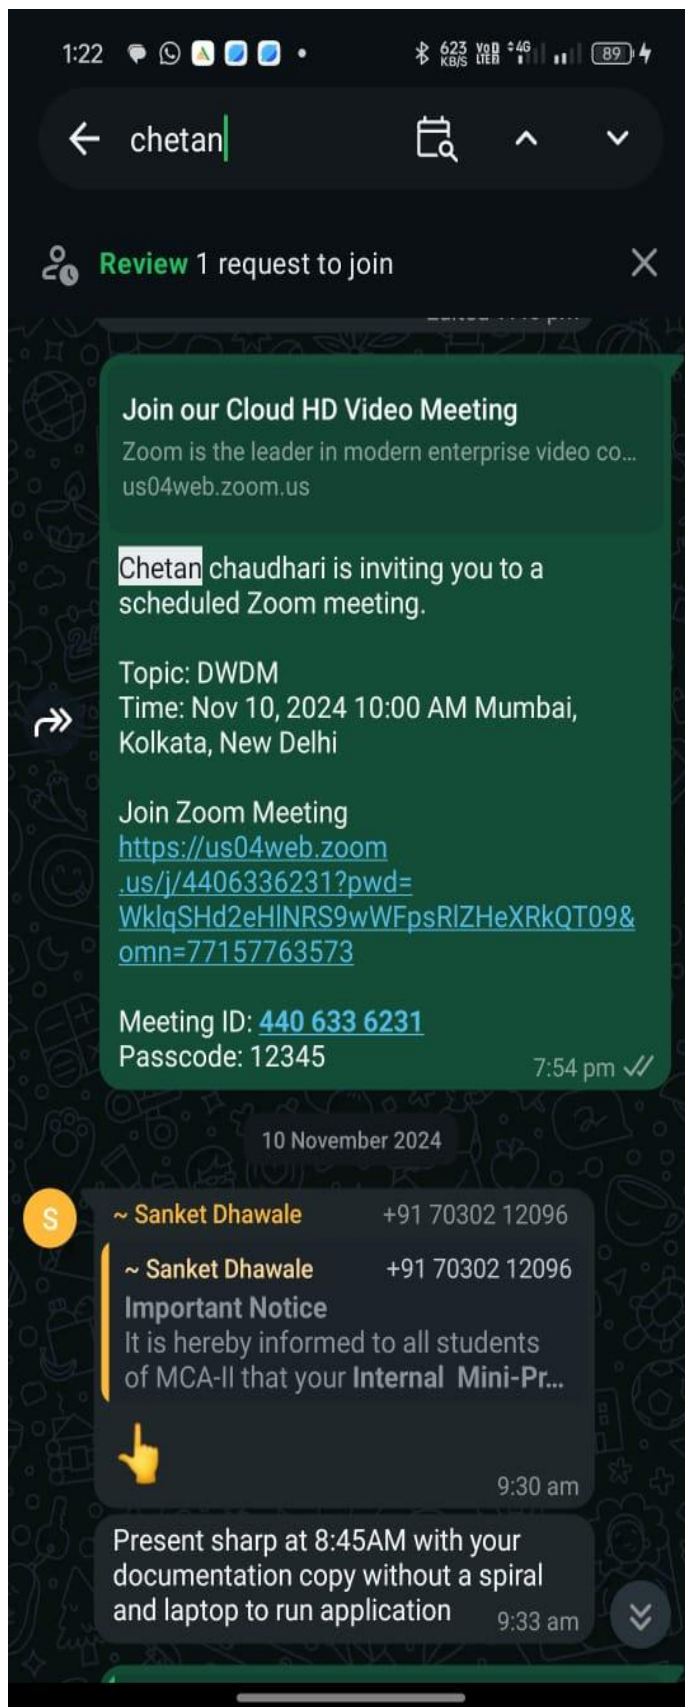 1:22
623 KB/S VoD LTE 4G 89
chetan
Review 1 request to join
Join our Cloud HD Video Meeting
Zoom is the leader in modern enterprise video co...
us04web.zoom.us
Chetan chaudhari is inviting you to a
scheduled Zoom meeting.
Topic: DWDM
Time: Nov 10, 2024 10:00 AM Mumbai,
Kolkata, New Delhi
Join Zoom Meeting
https://us04web.zoom
.us/j/4406336231?pwd=
WklqSHd2eHlNRS9wWFpsRlZHeXRkQT09&
omn=77157763573
Meeting ID: 440 633 6231
Passcode: 12345
7:54 pm
10 November 2024
S
~ Sanket Dhawale +91 70302 12096
~ Sanket Dhawale +91 70302 12096
Important Notice
It is hereby informed to all students
of MCA-II that your Internal Mini-Pr...
9:30 am
Present sharp at 8:45AM with your
documentation copy without a spiral
and laptop to run application 9:33 am